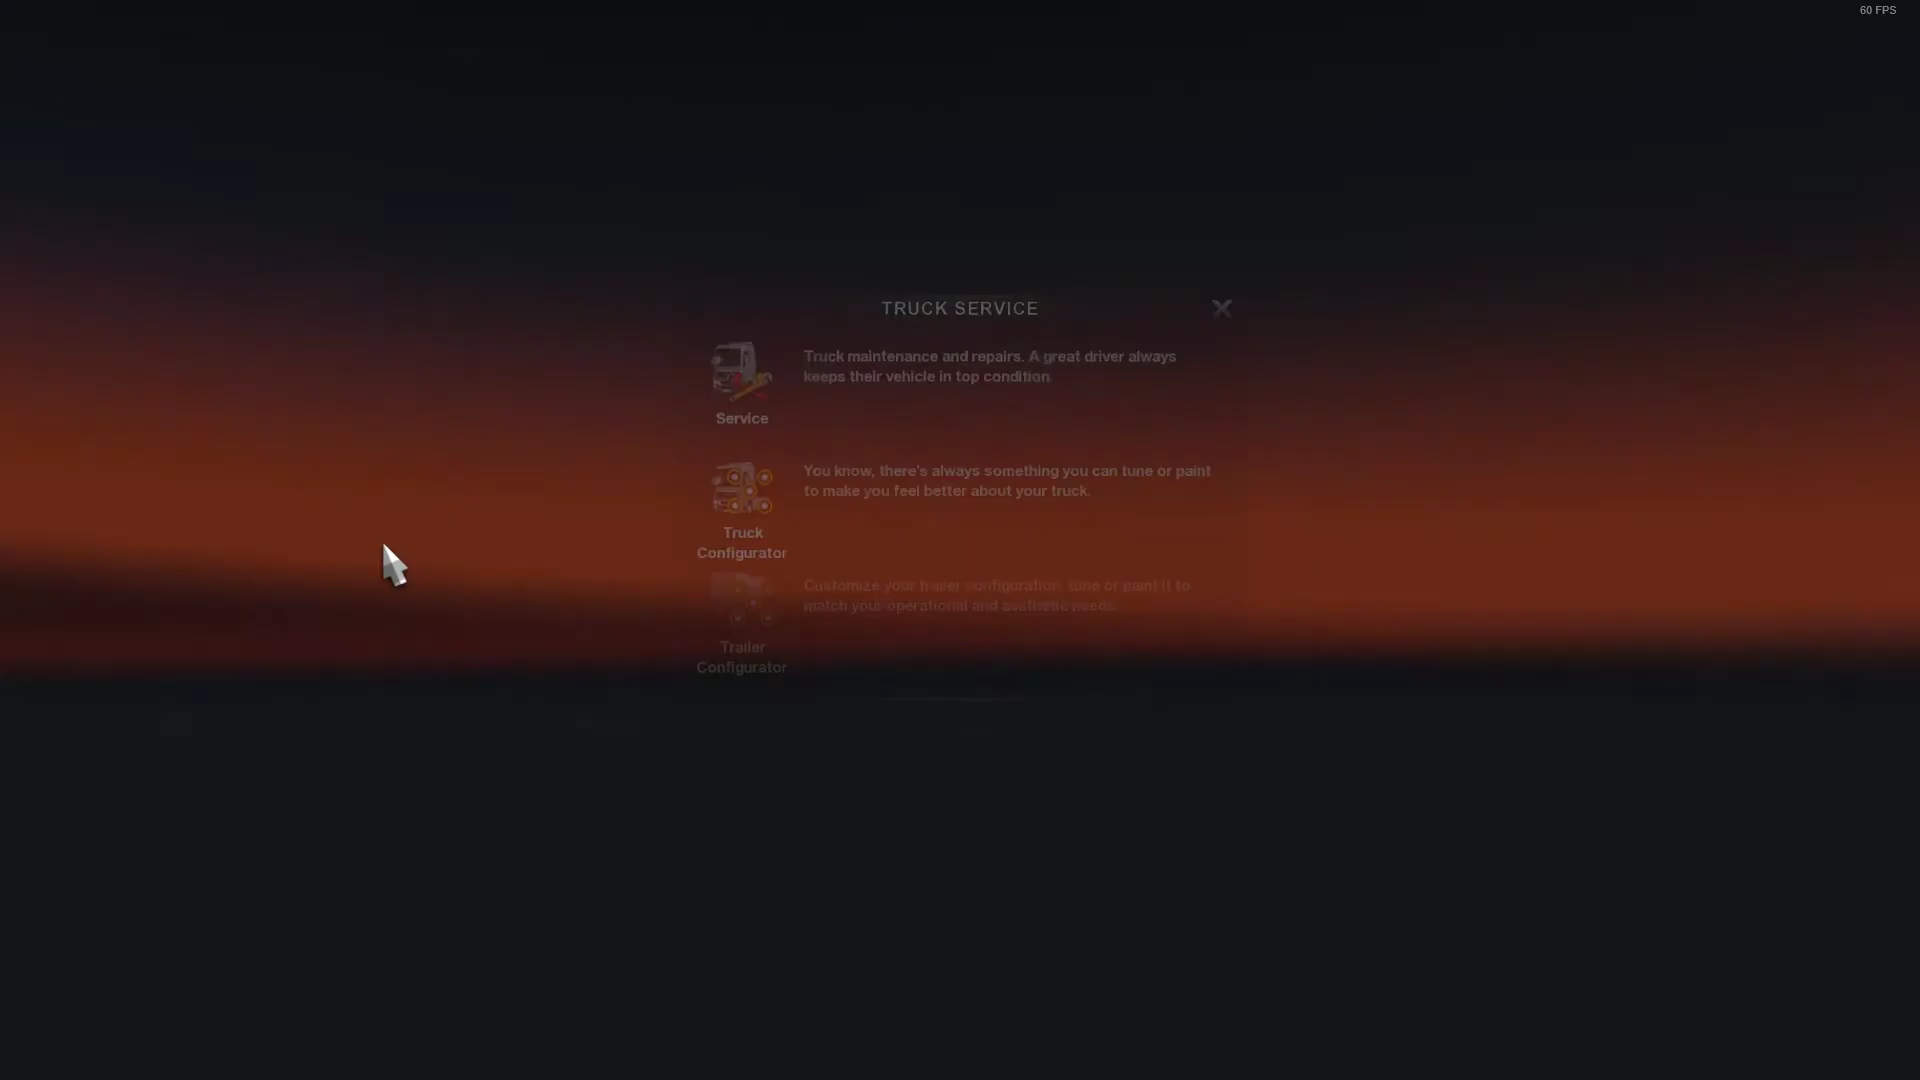 60 FPS
TRUCK SERVICE
Truck maintenance and repairs. A great driver always
keeps their vehicle in top condition.
Service
You know, there's always something you can tune or paint
to make you feel better about your truck.
Truck
Configurator
Customize your trailer configuration, tune or paint it to
match your operational and aesthetic needs.
Trailer
Configurator